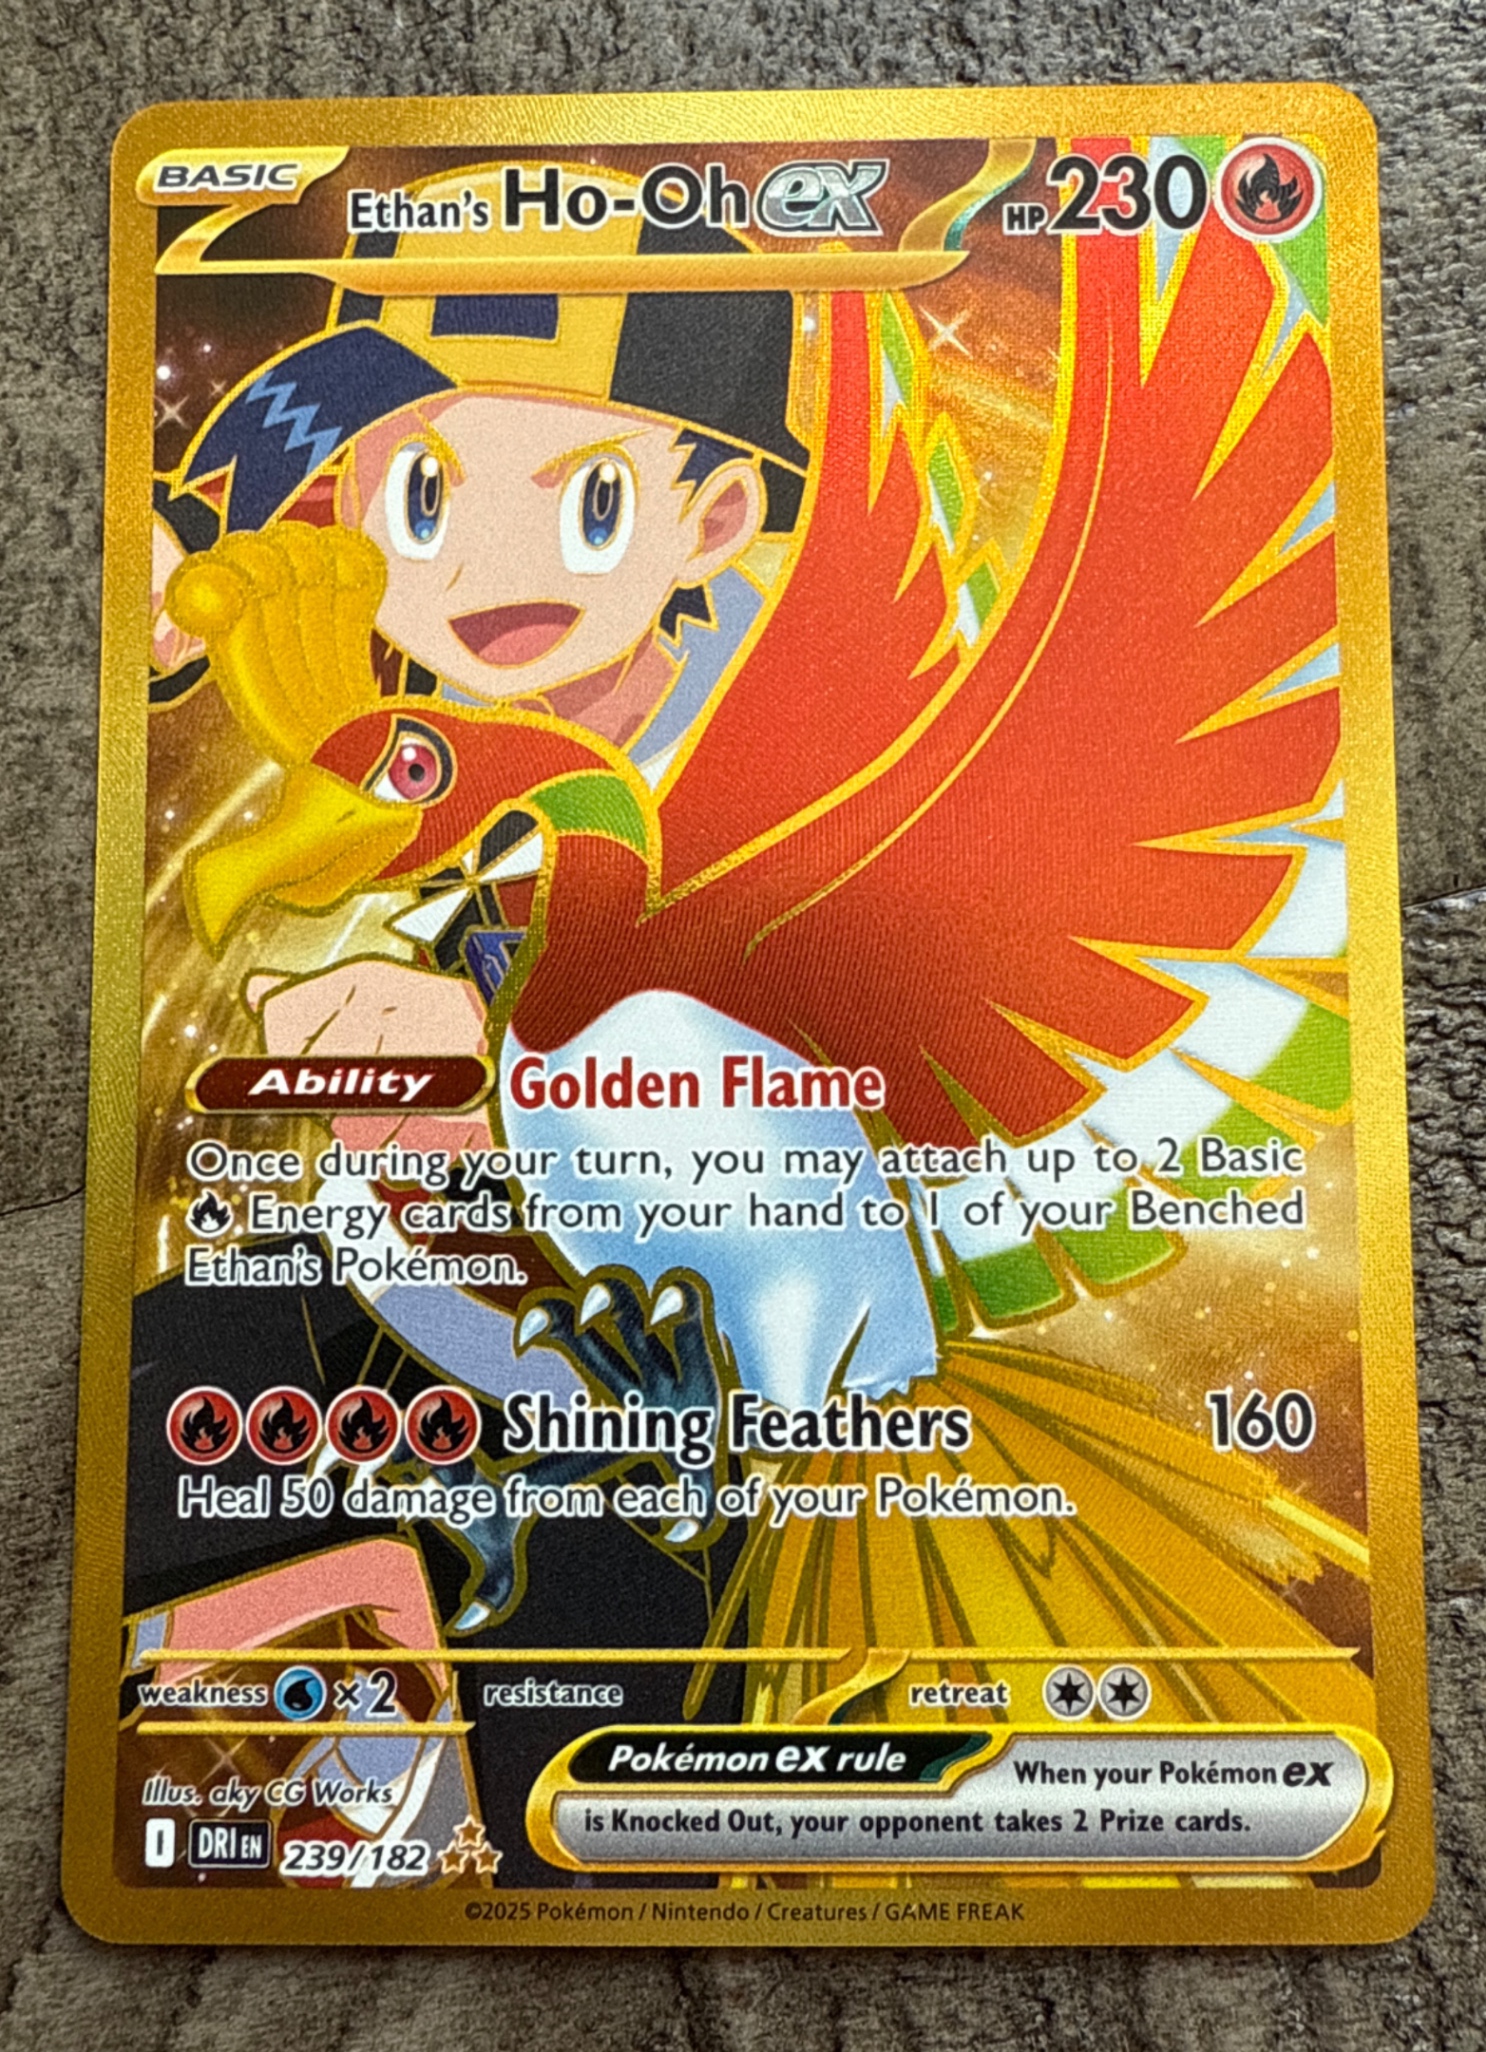 BASIC
Ethan's Ho-Oh ex HP 230
Ability Golden Flame
Once during your turn, you may attach up to 2 Basic
Energy cards from your hand to 1 of your Benched
Ethan's Pokémon.
Shining Feathers 160
Heal 50 damage from each of your Pokémon.
weakness ×2 resistance retreat
Pokémon ex rule When your Pokémon ex
is Knocked Out, your opponent takes 2 Prize cards.
Illus. aky CG Works
I DRI EN 239/182
©2025 Pokémon / Nintendo / Creatures / GAME FREAK